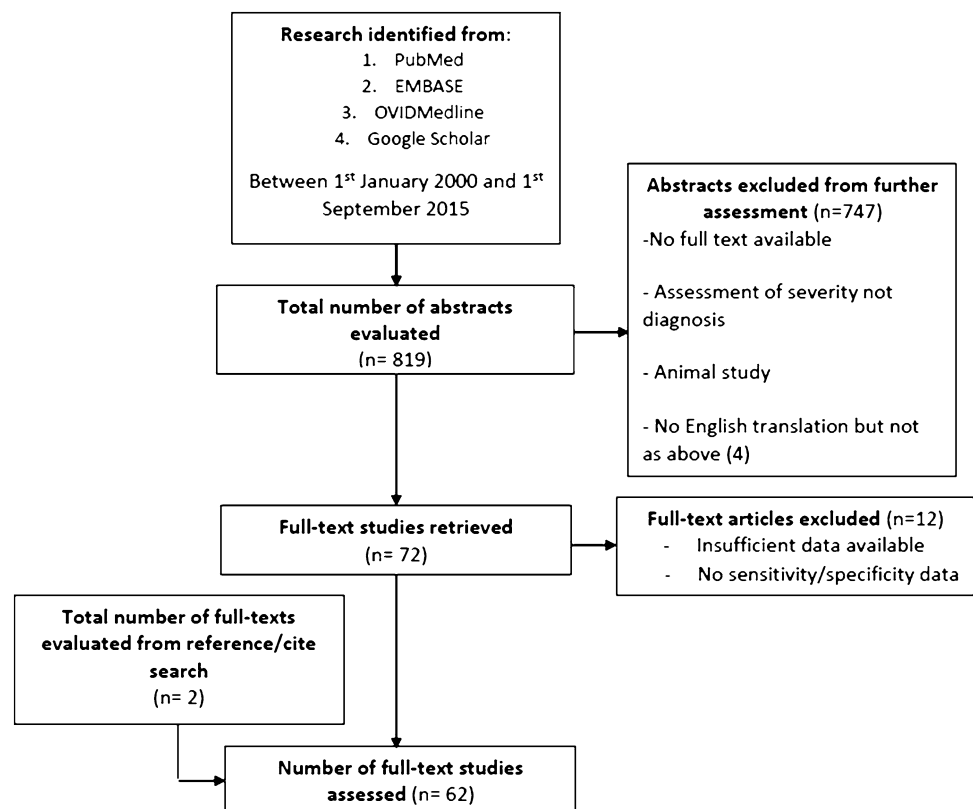 Research identified from:
1. PubMed
2. EMBASE
3. OVIDMedline
4. Google Scholar
Between 1st January 2000 and 1st
September 2015
Total number of abstracts
evaluated
(n= 819)
Abstracts excluded from further
assessment (n=747)
-No full text available
- Assessment of severity not
diagnosis
- Animal study
- No English translation but not
as above (4)
Full-text studies retrieved
(n= 72)
Full-text articles excluded (n=12)
- Insufficient data available
- No sensitivity/specificity data
Total number of full-texts
evaluated from reference/cite
search
(n= 2)
Number of full-text studies
assessed (n= 62)